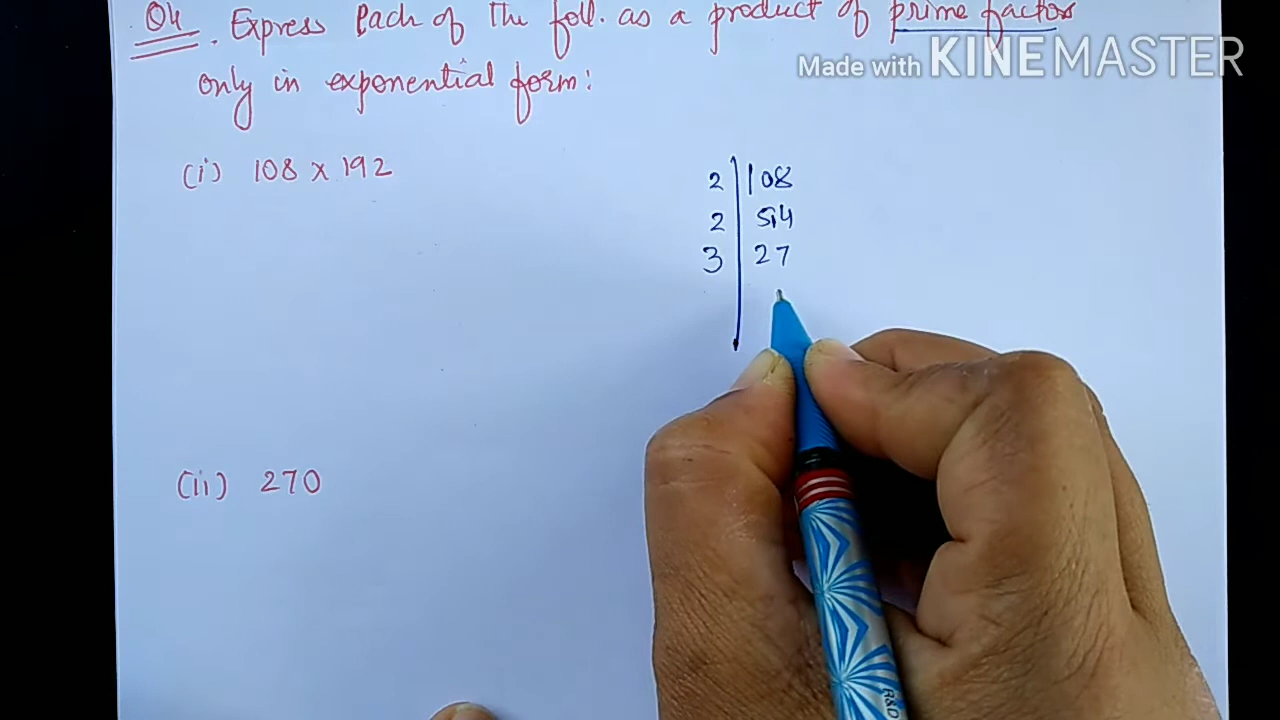 Q4. Express Each of the foll. as a product of prime factors
only in exponential form:
Made with KINEMASTER
(i) 108 x 192
2 108
2 54
3 27
(ii) 270
R&D